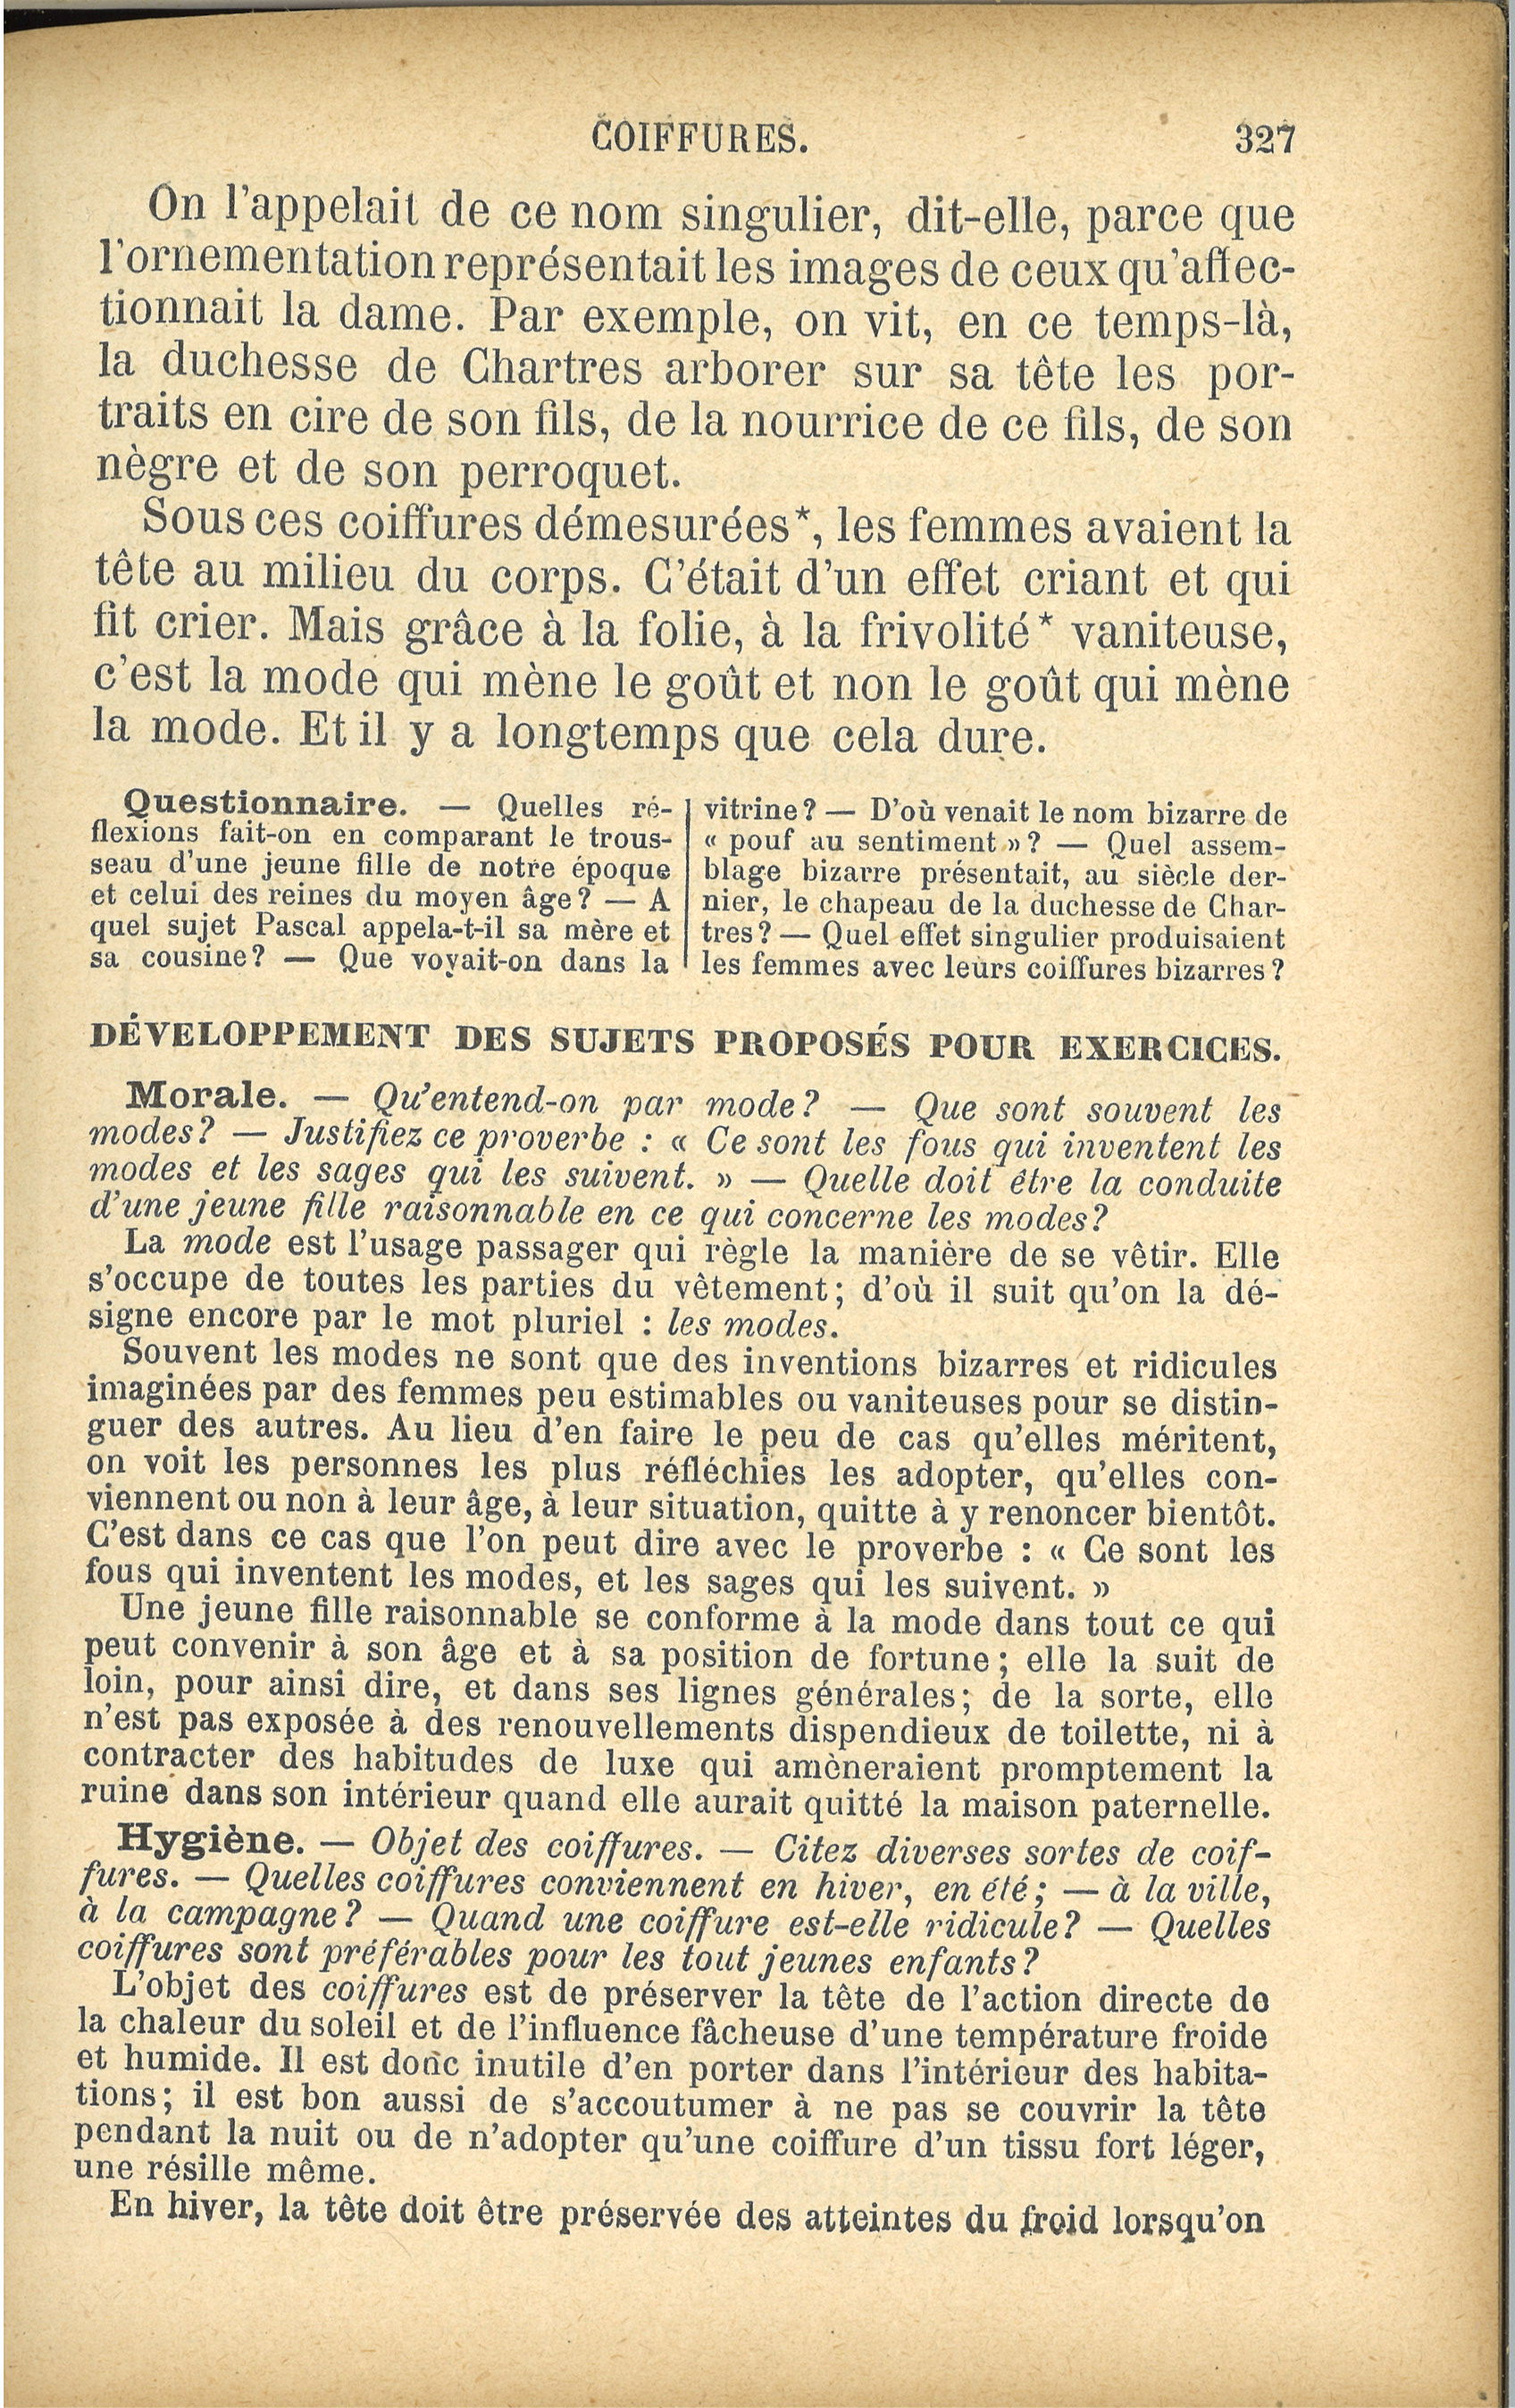 COIFFURES. 327
On l'appelait de ce nom singulier, dit-elle, parce que
l'ornementation représentait les images de ceux qu'affec-
tionnait la dame. Par exemple, on vit, en ce temps-là,
la duchesse de Chartres arborer sur sa tête les por-
traits en cire de son fils, de la nourrice de ce fils, de son
nègre et de son perroquet.
Sous ces coiffures démesurées*, les femmes avaient la
tête au milieu du corps. C'était d'un effet criant et qui
fit crier. Mais grâce à la folie, à la frivolité* vaniteuse,
c'est la mode qui mène le goût et non le goût qui mène
la mode. Et il y a longtemps que cela dure.
Questionnaire. — Quelles ré-
flexions fait-on en comparant le trous-
seau d'une jeune fille de notre époque
et celui des reines du moyen âge? — A
quel sujet Pascal appela-t-il sa mère et
sa cousine? — Que voyait-on dans la
vitrine? — D'où venait le nom bizarre de
« pouf au sentiment »? — Quel assem-
blage bizarre présentait, au siècle der-
nier, le chapeau de la duchesse de Char-
tres? — Quel effet singulier produisaient
les femmes avec leurs coiffures bizarres?
DÉVELOPPEMENT DES SUJETS PROPOSÉS POUR EXERCICES.
Morale. — Qu'entend-on par mode? — Que sont souvent les
modes? — Justifiez ce proverbe : « Ce sont les fous qui inventent les
modes et les sages qui les suivent. » — Quelle doit être la conduite
d'une jeune fille raisonnable en ce qui concerne les modes?
La mode est l'usage passager qui règle la manière de se vêtir. Elle
s'occupe de toutes les parties du vêtement; d'où il suit qu'on la dé-
signe encore par le mot pluriel : les modes.
Souvent les modes ne sont que des inventions bizarres et ridicules
imaginées par des femmes peu estimables ou vaniteuses pour se distin-
guer des autres. Au lieu d'en faire le peu de cas qu'elles méritent,
on voit les personnes les plus réfléchies les adopter, qu'elles con-
viennent ou non à leur âge, à leur situation, quitte à y renoncer bientôt.
C'est dans ce cas que l'on peut dire avec le proverbe : « Ce sont les
fous qui inventent les modes, et les sages qui les suivent. »
Une jeune fille raisonnable se conforme à la mode dans tout ce qui
peut convenir à son âge et à sa position de fortune; elle la suit de
loin, pour ainsi dire, et dans ses lignes générales; de la sorte, elle
n'est pas exposée à des renouvellements dispendieux de toilette, ni à
contracter des habitudes de luxe qui amèneraient promptement la
ruine dans son intérieur quand elle aurait quitté la maison paternelle.
Hygiène. — Objet des coiffures. — Citez diverses sortes de coif-
fures. — Quelles coiffures conviennent en hiver, en été; — à la ville,
à la campagne? — Quand une coiffure est-elle ridicule? — Quelles
coiffures sont préférables pour les tout jeunes enfants?
L'objet des coiffures est de préserver la tête de l'action directe de
la chaleur du soleil et de l'influence fâcheuse d'une température froide
et humide. Il est donc inutile d'en porter dans l'intérieur des habita-
tions; il est bon aussi de s'accoutumer à ne pas se couvrir la tête
pendant la nuit ou de n'adopter qu'une coiffure d'un tissu fort léger,
une résille même.
En hiver, la tête doit être préservée des atteintes du froid lorsqu'on